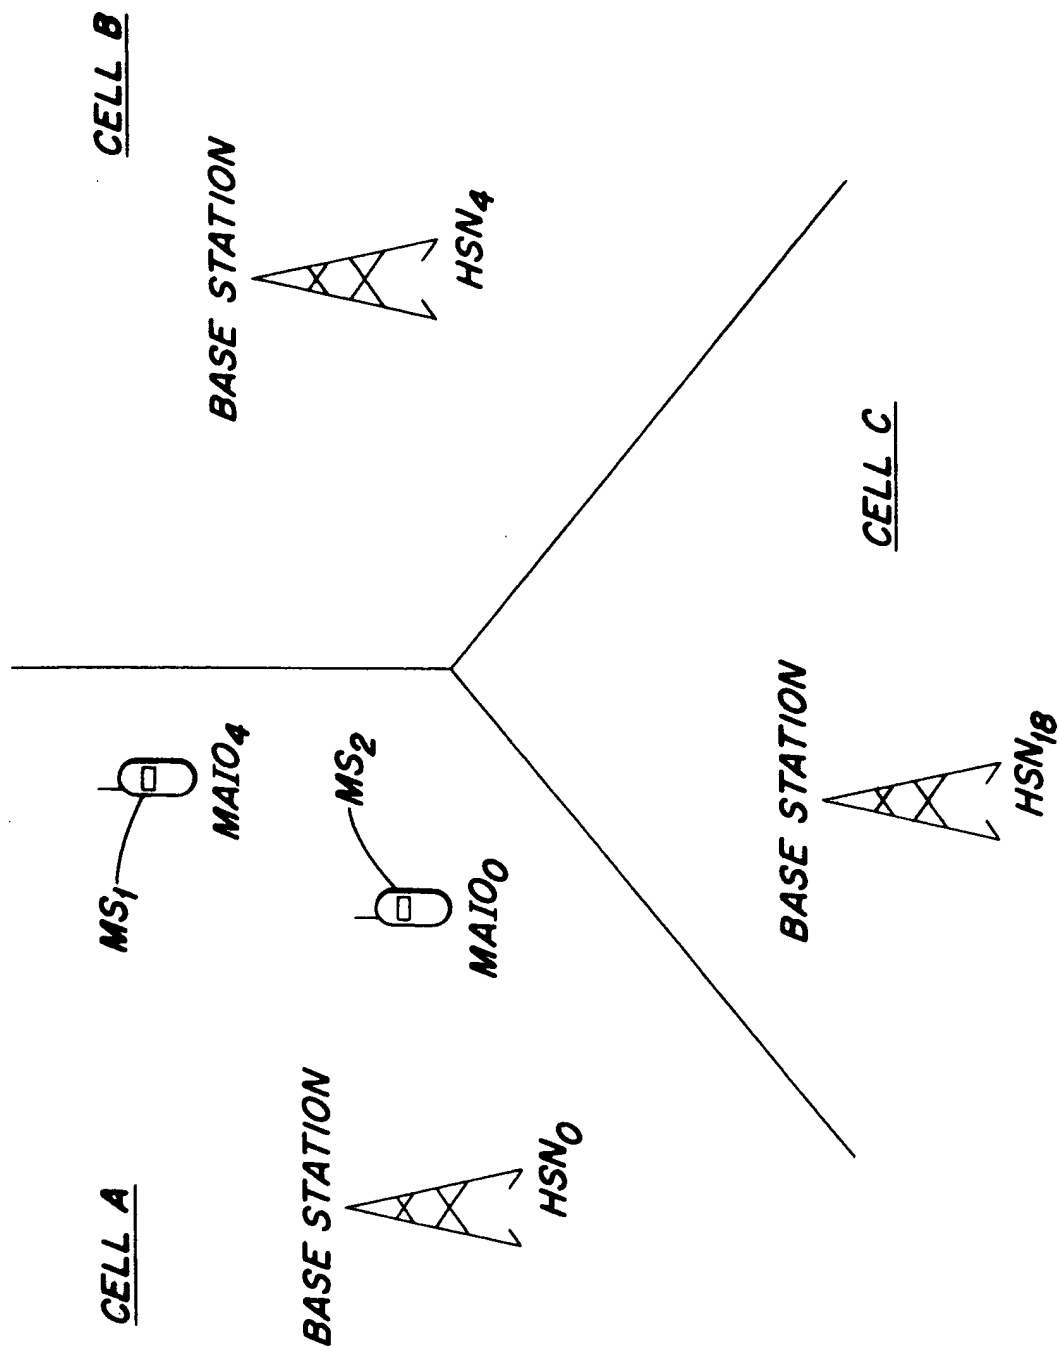 CELL A
CELL B
MS₁
MAIO₄
MS₂
MAIO₀
BASE STATION
HSN₀
BASE STATION
HSN₄
BASE STATION
HSN₁₈
CELL C